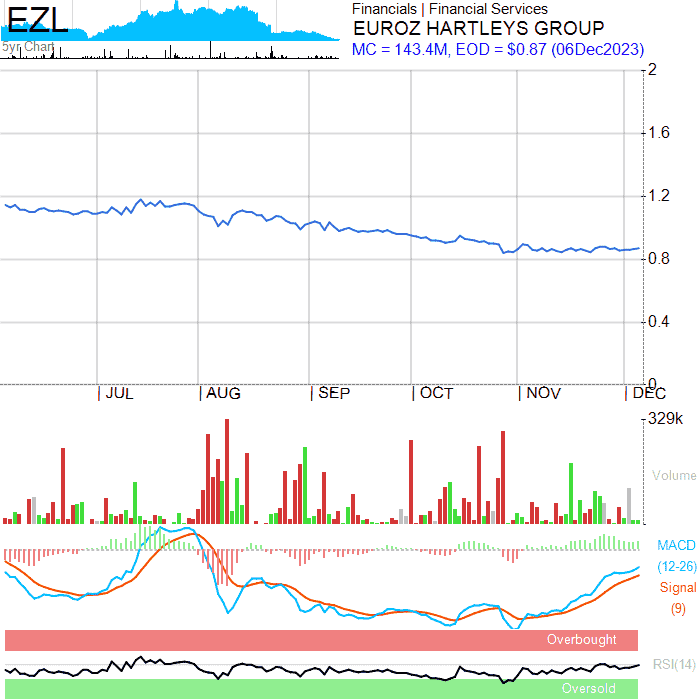 EZL
5yr Chart
Financials | Financial Services
EUROZ HARTLEYS GROUP
MC = 143.4M, EOD = $0.87 (06Dec2023)
2
1.6
1.2
0.8
0.4
0
JUL AUG SEP OCT NOV DEC
329k
Volume
MACD
(12-26)
Signal
(9)
Overbought
RSI(14)
Oversold